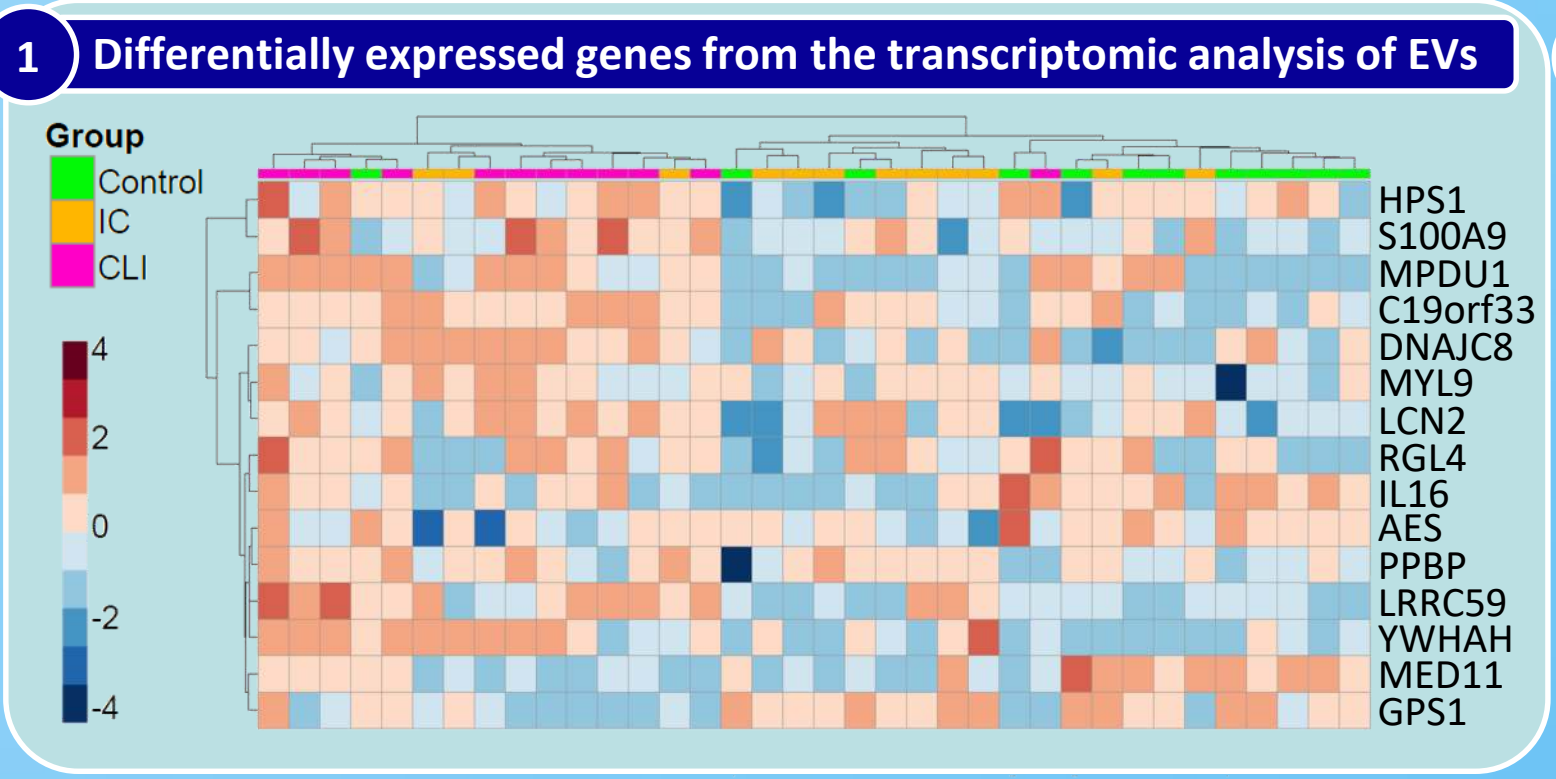 1
Differentially expressed genes from the transcriptomic analysis of EVs
Group
Control
IC
CLI
4
2
0
-2
-4
HPS1
S100A9
MPDU1
C19orf33
DNAJC8
MYL9
LCN2
RGL4
IL16
AES
PPBP
LRRC59
YWHAH
MED11
GPS1